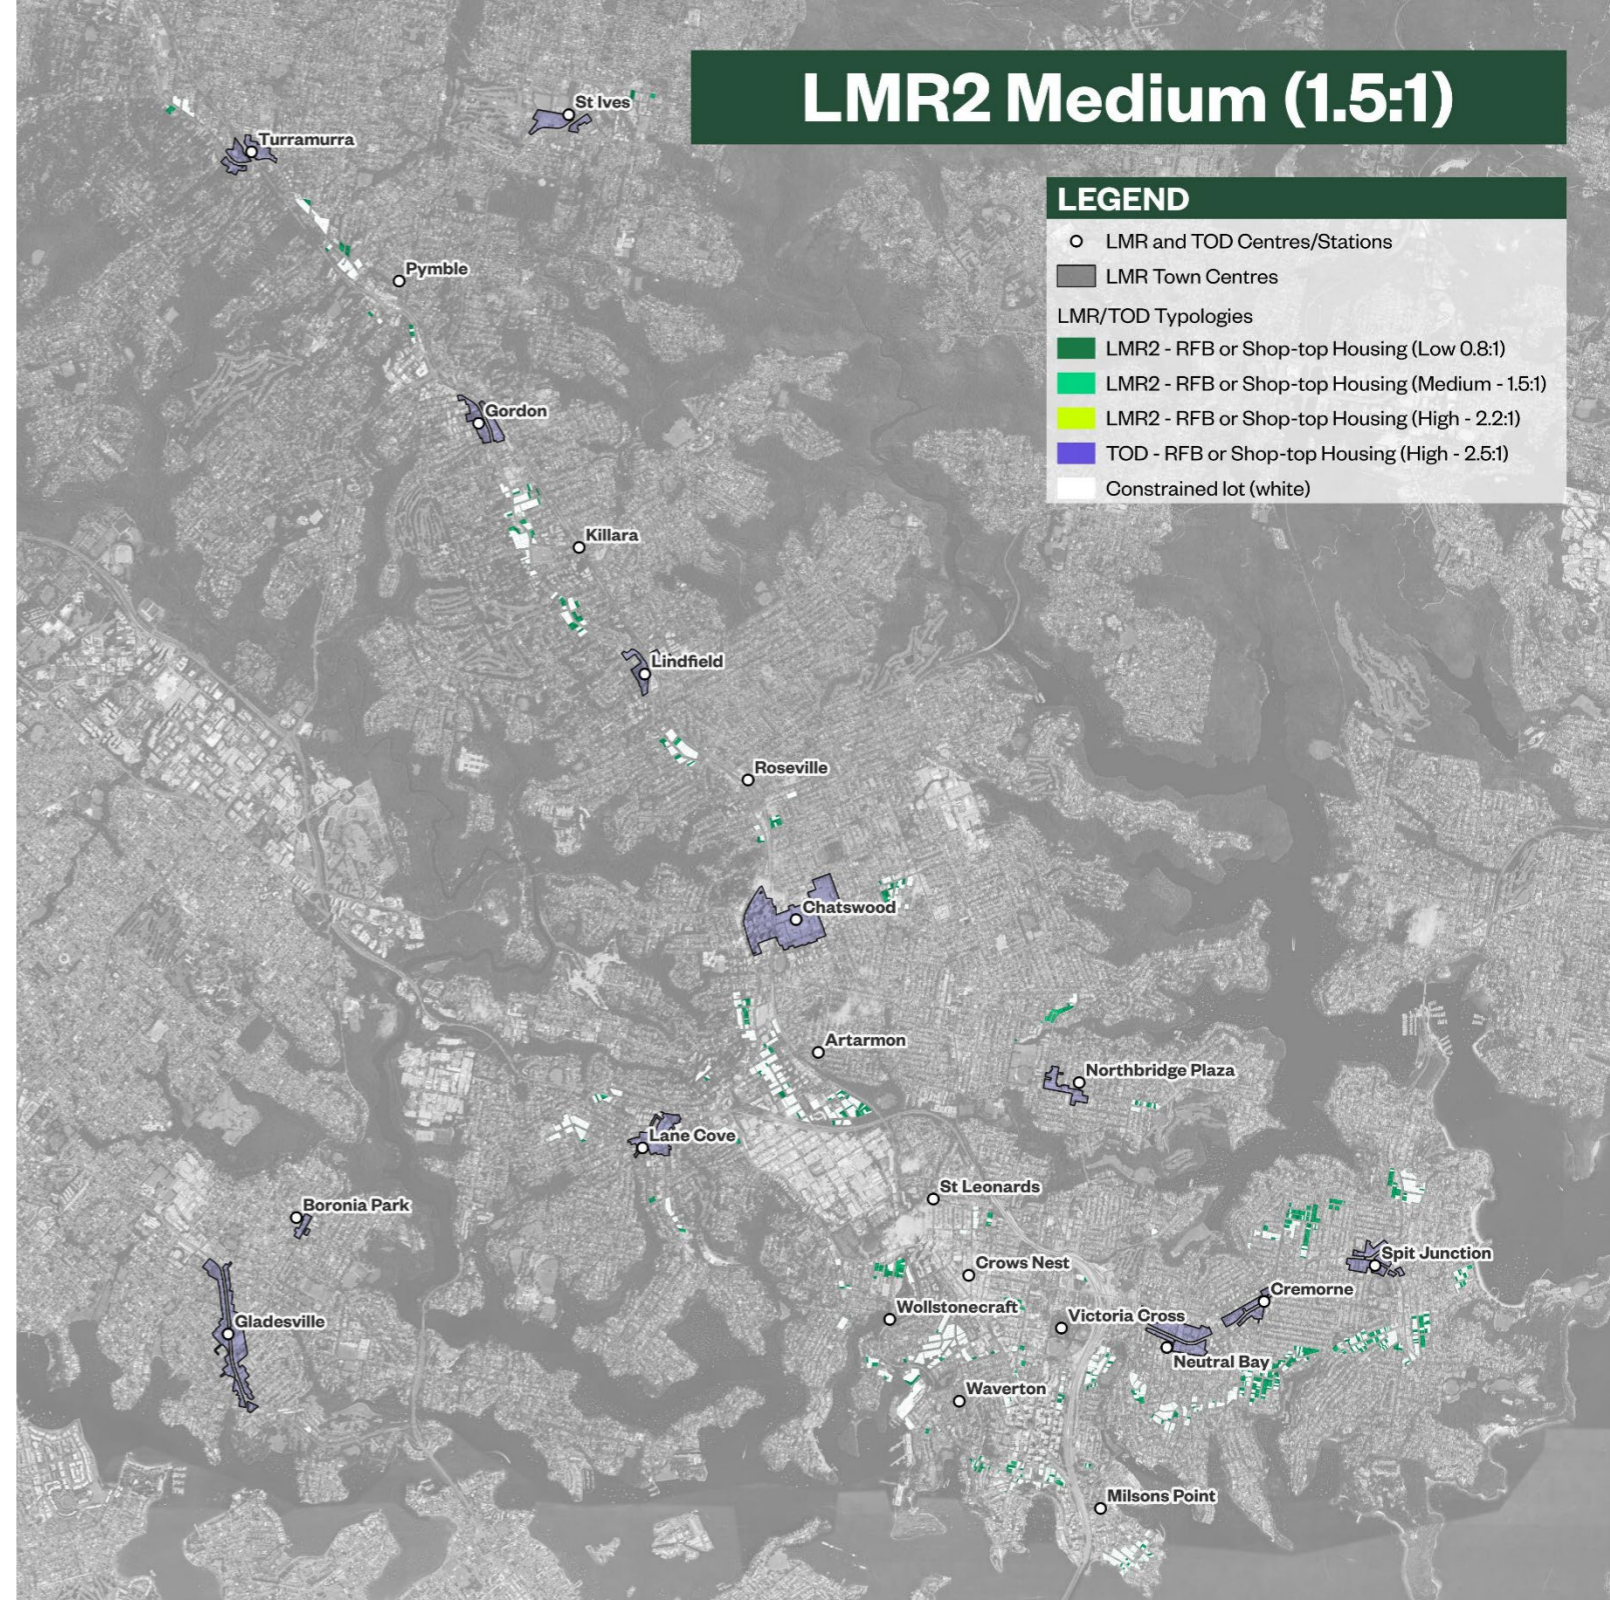 LMR2 Medium (1.5:1)
LEGEND
LMR and TOD Centres/Stations
LMR Town Centres
LMR/TOD Typologies
LMR2 - RFB or Shop-top Housing (Low 0.8:1)
LMR2 - RFB or Shop-top Housing (Medium - 1.5:1)
LMR2 - RFB or Shop-top Housing (High - 2.2:1)
TOD - RFB or Shop-top Housing (High - 2.5:1)
Constrained lot (white)
St Ives
Turramurra
Pymble
Gordon
Killara
Lindfield
Roseville
Chatswood
Artarmon
Northbridge Plaza
Lane Cove
St Leonards
Boronia Park
Spit Junction
Crows Nest
Cremorne
Wollstonecraft
Victoria Cross
Gladesville
Neutral Bay
Waverton
Milsons Point